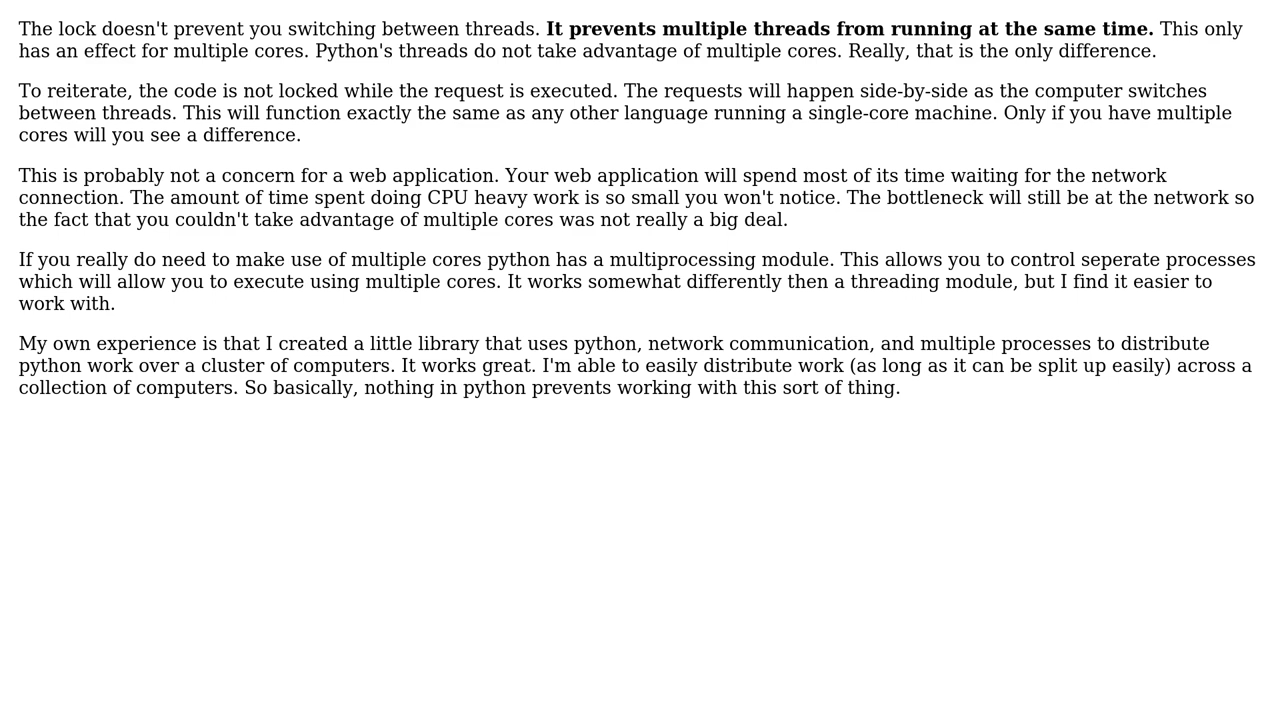 The lock doesn't prevent you switching between threads. It prevents multiple threads from running at the same time. This only
has an effect for multiple cores. Python's threads do not take advantage of multiple cores. Really, that is the only difference.
To reiterate, the code is not locked while the request is executed. The requests will happen side-by-side as the computer switches
between threads. This will function exactly the same as any other language running a single-core machine. Only if you have multiple
cores will you see a difference.
This is probably not a concern for a web application. Your web application will spend most of its time waiting for the network
connection. The amount of time spent doing CPU heavy work is so small you won't notice. The bottleneck will still be at the network so
the fact that you couldn't take advantage of multiple cores was not really a big deal.
If you really do need to make use of multiple cores python has a multiprocessing module. This allows you to control seperate processes
which will allow you to execute using multiple cores. It works somewhat differently then a threading module, but I find it easier to
work with.
My own experience is that I created a little library that uses python, network communication, and multiple processes to distribute
python work over a cluster of computers. It works great. I'm able to easily distribute work (as long as it can be split up easily) across a
collection of computers. So basically, nothing in python prevents working with this sort of thing.